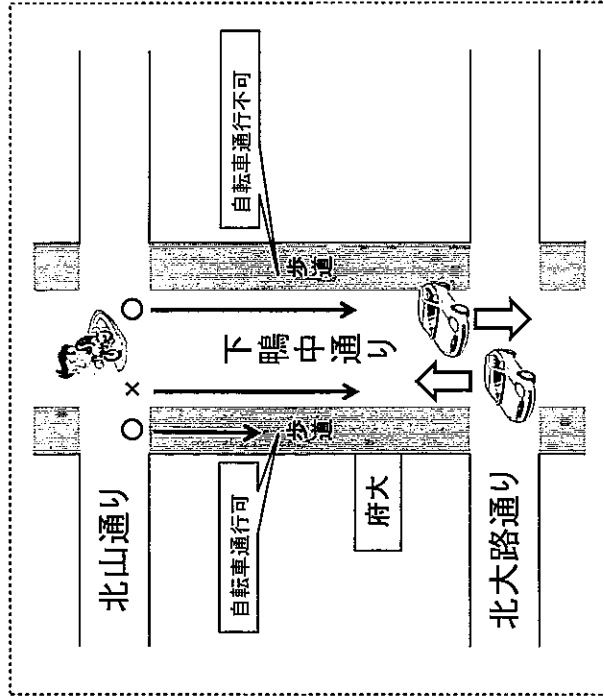 北山通り
○
×
○
自転車通行可
自転車通行不可
歩道
歩道
下鴨中通り
府大
北大路通り